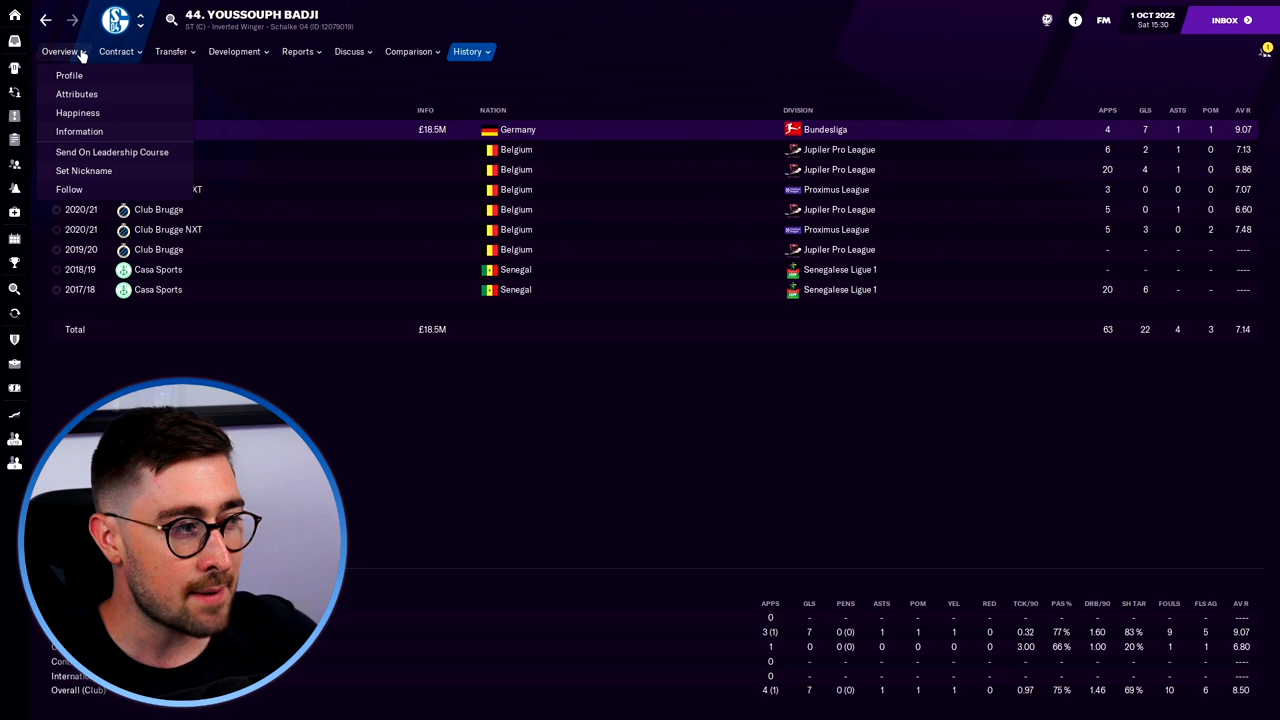 44. YOUSSOUPH BADJI
ST (C) - Inverted Winger - Schalke 04 (ID:12079019)
FM
1 OCT 2022
Sat 15:30
INBOX
1
Overview Contract Transfer Development Reports Discuss Comparison History
Profile
Attributes
Happiness
Information
Send On Leadership Course
Set Nickname
Follow
INFO NATION DIVISION APPS GLS ASTS POM AV R
£18.5M Germany Bundesliga 4 7 1 1 9.07
Belgium Jupiler Pro League 6 2 1 0 7.13
Belgium Jupiler Pro League 20 4 1 0 6.86
XT Belgium Proximus League 3 0 0 0 7.07
2020/21 Club Brugge Belgium Jupiler Pro League 5 0 1 0 6.60
2020/21 Club Brugge NXT Belgium Proximus League 5 3 0 2 7.48
2019/20 Club Brugge Belgium Jupiler Pro League - - - - ----
2018/19 Casa Sports Senegal Senegalese Ligue 1 - - - - ----
2017/18 Casa Sports Senegal Senegalese Ligue 1 20 6 - - ----
Total £18.5M 63 22 4 3 7.14
APPS GLS PENS ASTS POM YEL RED TCK/90 PAS % DRB/90 SH TAR FOULS FLS AG AV R
0 - - - - - - - - - - - - ----
3 (1) 7 0 (0) 1 1 1 0 0.32 77 % 1.60 83 % 9 5 9.07
1 0 0 (0) 0 0 0 0 3.00 66 % 1.00 20 % 1 1 6.80
0 - - - - - - - - - - - - ----
0 - - - - - - - - - - - - ----
Overall (Club) 4 (1) 7 0 (0) 1 1 1 0 0.97 75 % 1.46 69 % 10 6 8.50